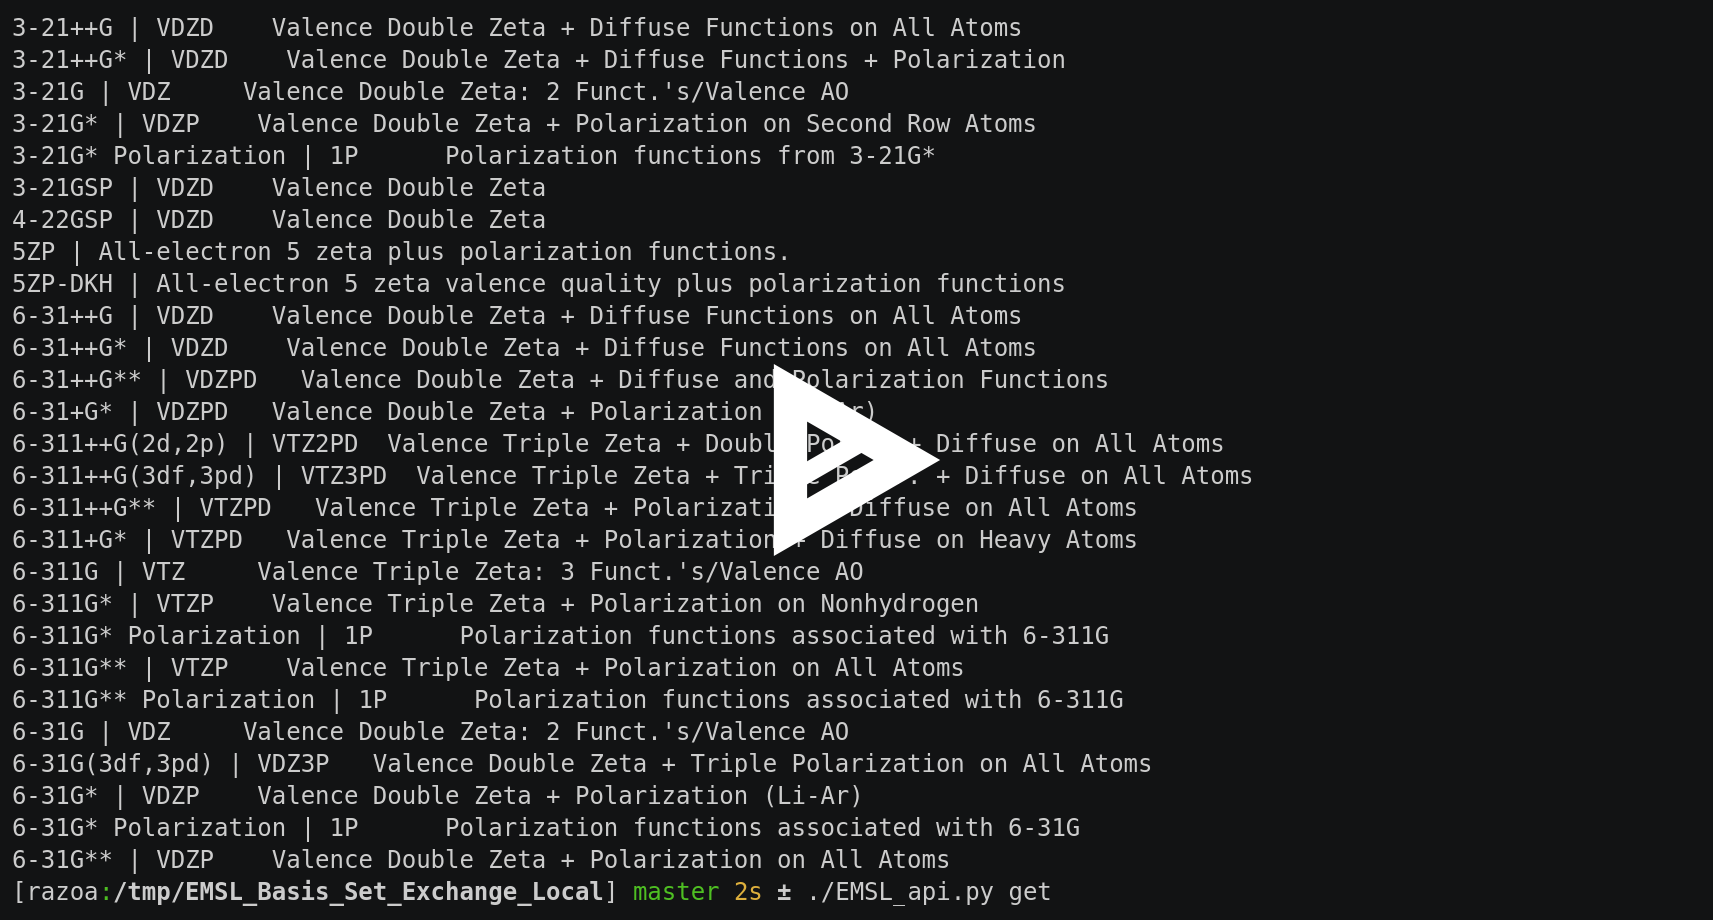 3-21++G | VDZD    Valence Double Zeta + Diffuse Functions on All Atoms
3-21++G* | VDZD    Valence Double Zeta + Diffuse Functions + Polarization
3-21G | VDZ     Valence Double Zeta: 2 Funct.'s/Valence AO
3-21G* | VDZP    Valence Double Zeta + Polarization on Second Row Atoms
3-21G* Polarization | 1P      Polarization functions from 3-21G*
3-21GSP | VDZD    Valence Double Zeta
4-22GSP | VDZD    Valence Double Zeta
5ZP | All-electron 5 zeta plus polarization functions.
5ZP-DKH | All-electron 5 zeta valence quality plus polarization functions
6-31++G | VDZD    Valence Double Zeta + Diffuse Functions on All Atoms
6-31++G* | VDZD    Valence Double Zeta + Diffuse Functions on All Atoms
6-31++G** | VDZPD   Valence Double Zeta + Diffuse and Polarization Functions
6-31+G* | VDZPD   Valence Double Zeta + Polarization
6-311++G(2d,2p) | VTZ2PD  Valence Triple Zeta + Double + Diffuse on All Atoms
6-311++G(3df,3pd) | VTZ3PD  Valence Triple Zeta + Triple + Diffuse on All Atoms
6-311++G** | VTZPD   Valence Triple Zeta + Polarization Diffuse on All Atoms
6-311+G* | VTZPD   Valence Triple Zeta + Polarization + Diffuse on Heavy Atoms
6-311G | VTZ     Valence Triple Zeta: 3 Funct.'s/Valence AO
6-311G* | VTZP    Valence Triple Zeta + Polarization on Nonhydrogen
6-311G* Polarization | 1P      Polarization functions associated with 6-311G
6-311G** | VTZP    Valence Triple Zeta + Polarization on All Atoms
6-311G** Polarization | 1P      Polarization functions associated with 6-311G
6-31G | VDZ     Valence Double Zeta: 2 Funct.'s/Valence AO
6-31G(3df,3pd) | VDZ3P   Valence Double Zeta + Triple Polarization on All Atoms
6-31G* | VDZP    Valence Double Zeta + Polarization (Li-Ar)
6-31G* Polarization | 1P      Polarization functions associated with 6-31G
6-31G** | VDZP    Valence Double Zeta + Polarization on All Atoms
[razoa:/tmp/EMSL_Basis_Set_Exchange_Local] master 2s ± ./EMSL_api.py get